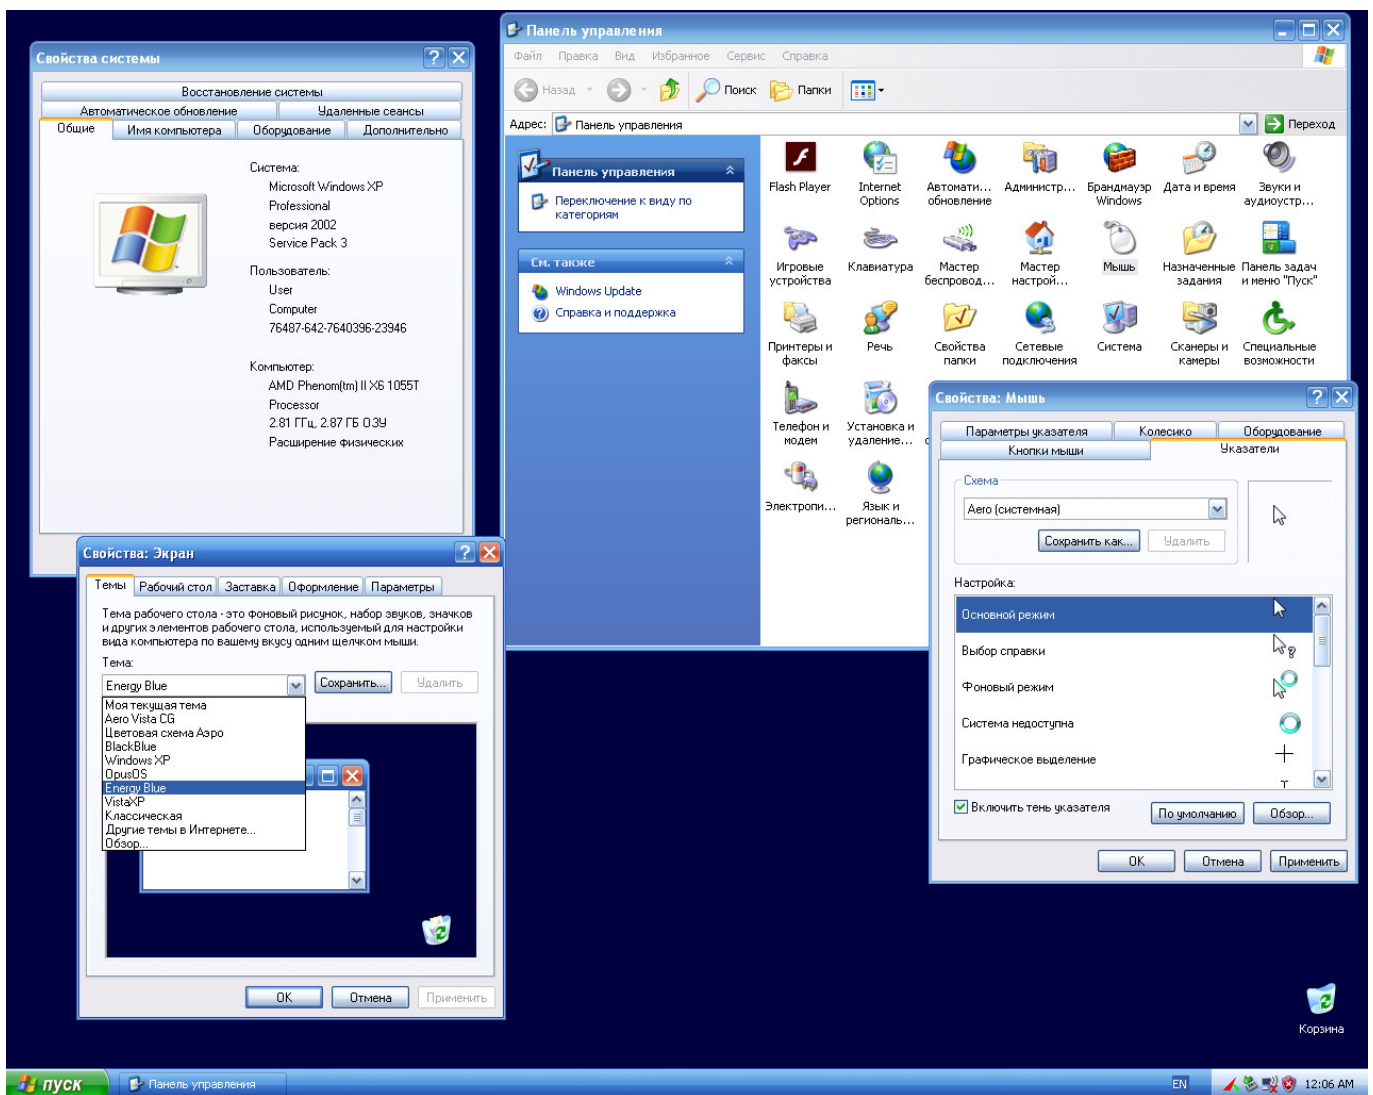 Свойства системы
Восстановление системы
Автоматическое обновление
Удаленные сеансы
Общие
Имя компьютера
Оборудование
Дополнительно
Система:
Microsoft Windows XP
Professional
версия 2002
Service Pack 3
Пользователь:
User
Computer
76487-642-7640396-23946
Компьютер:
AMD Phenom(tm) II X6 1055T
Processor
2.81 ГГц, 2.87 ГБ ОЗУ
Расширение физических
Панель управления
Файл Правка Вид Избранное Сервис Справка
Назад
Поиск
Папки
Адрес: Панель управления
Переход
Панель управления
Переключение к виду по
категориям
См. также
Windows Update
Справка и поддержка
Flash Player
Internet
Options
Автомати...
обновление
Администр...
Брандмауэр
Windows
Дата и время
Звуки и
аудиоустр...
Игровые
устройства
Клавиатура
Мастер
беспровод...
Мастер
настрой...
Мышь
Назначенные
задания
Панель задач
и меню "Пуск"
Принтеры и
факсы
Речь
Свойства
папки
Сетевые
подключения
Система
Сканеры и
камеры
Специальные
возможности
Телефон и
модем
Установка и
удаление...
Электропи...
Язык и
региональ...
Свойства: Экран
Темы
Рабочий стол
Заставка
Оформление
Параметры
Тема рабочего стола - это фоновый рисунок, набор звуков, значков
и других элементов рабочего стола, используемый для настройки
вида компьютера по вашему вкусу одним щелчком мыши.
Тема:
Energy Blue
Сохранить...
Удалить
Моя текущая тема
Aero Vista CG
Цветовая схема Аэро
BlackBlue
Windows XP
OpusOS
Energy Blue
VistaXP
Классическая
Другие темы в Интернете...
Обзор...
OK
Отмена
Применить
Свойства: Мышь
Параметры указателя
Колесико
Оборудование
Кнопки мыши
Указатели
Схема
Aero (системная)
Сохранить как...
Удалить
Настройка:
Основной режим
Выбор справки
Фоновый режим
Система недоступна
Графическое выделение
Включить тень указателя
По умолчанию
Обзор...
OK
Отмена
Применить
Корзина
пуск
Панель управления
EN
12:06 AM